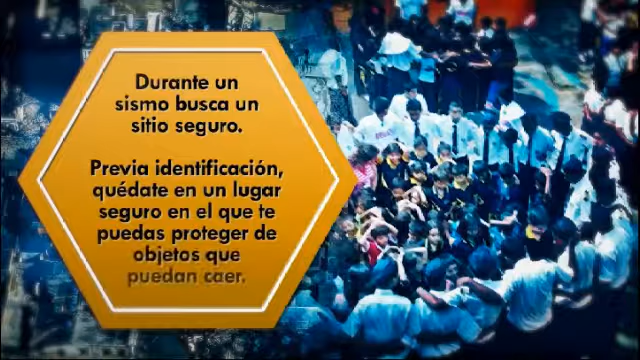 Durante un
sismo busca un
sitio seguro.
Previa identificación,
quédate en un lugar
seguro en el que te
puedas proteger de
objetos que
puedan caer.